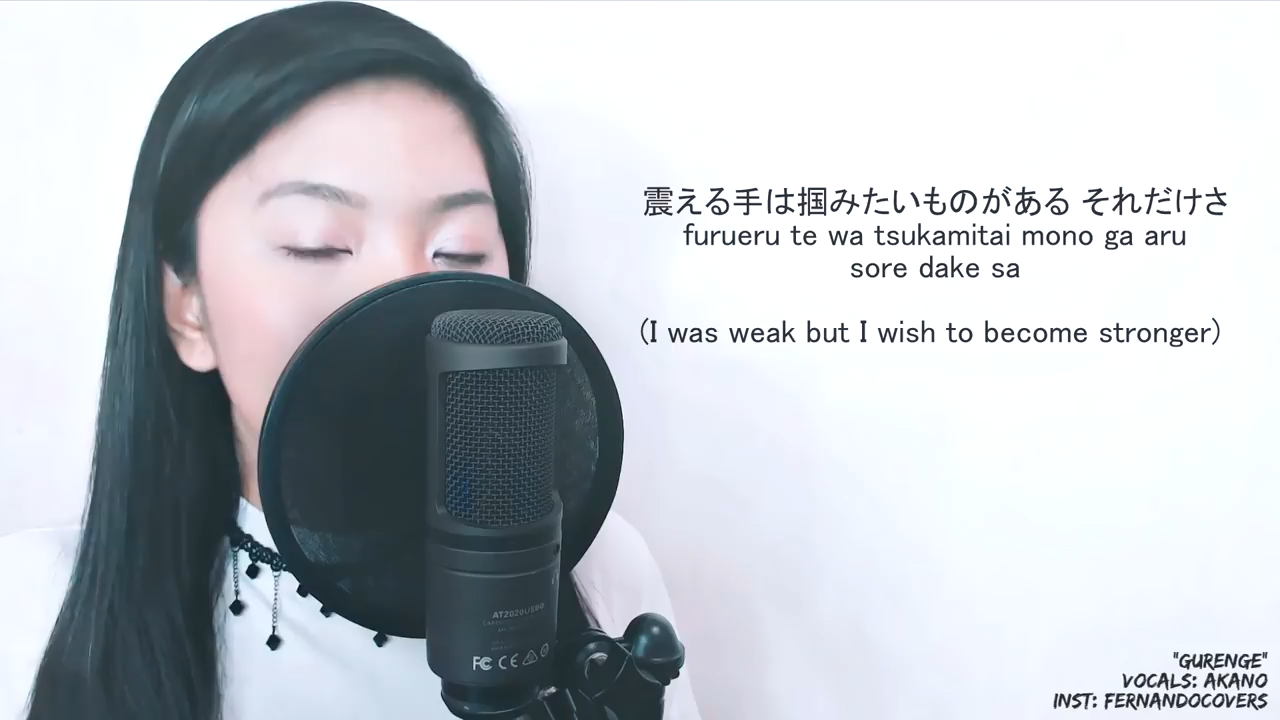 震える手は掴みたいものがある それだけさ
furueru te wa tsukamitai mono ga aru
sore dake sa
(I was weak but I wish to become stronger)
AT2020USB
FC CE
"GURENGE"
VOCALS: AKANO
INST: FERNANDOCOVERS